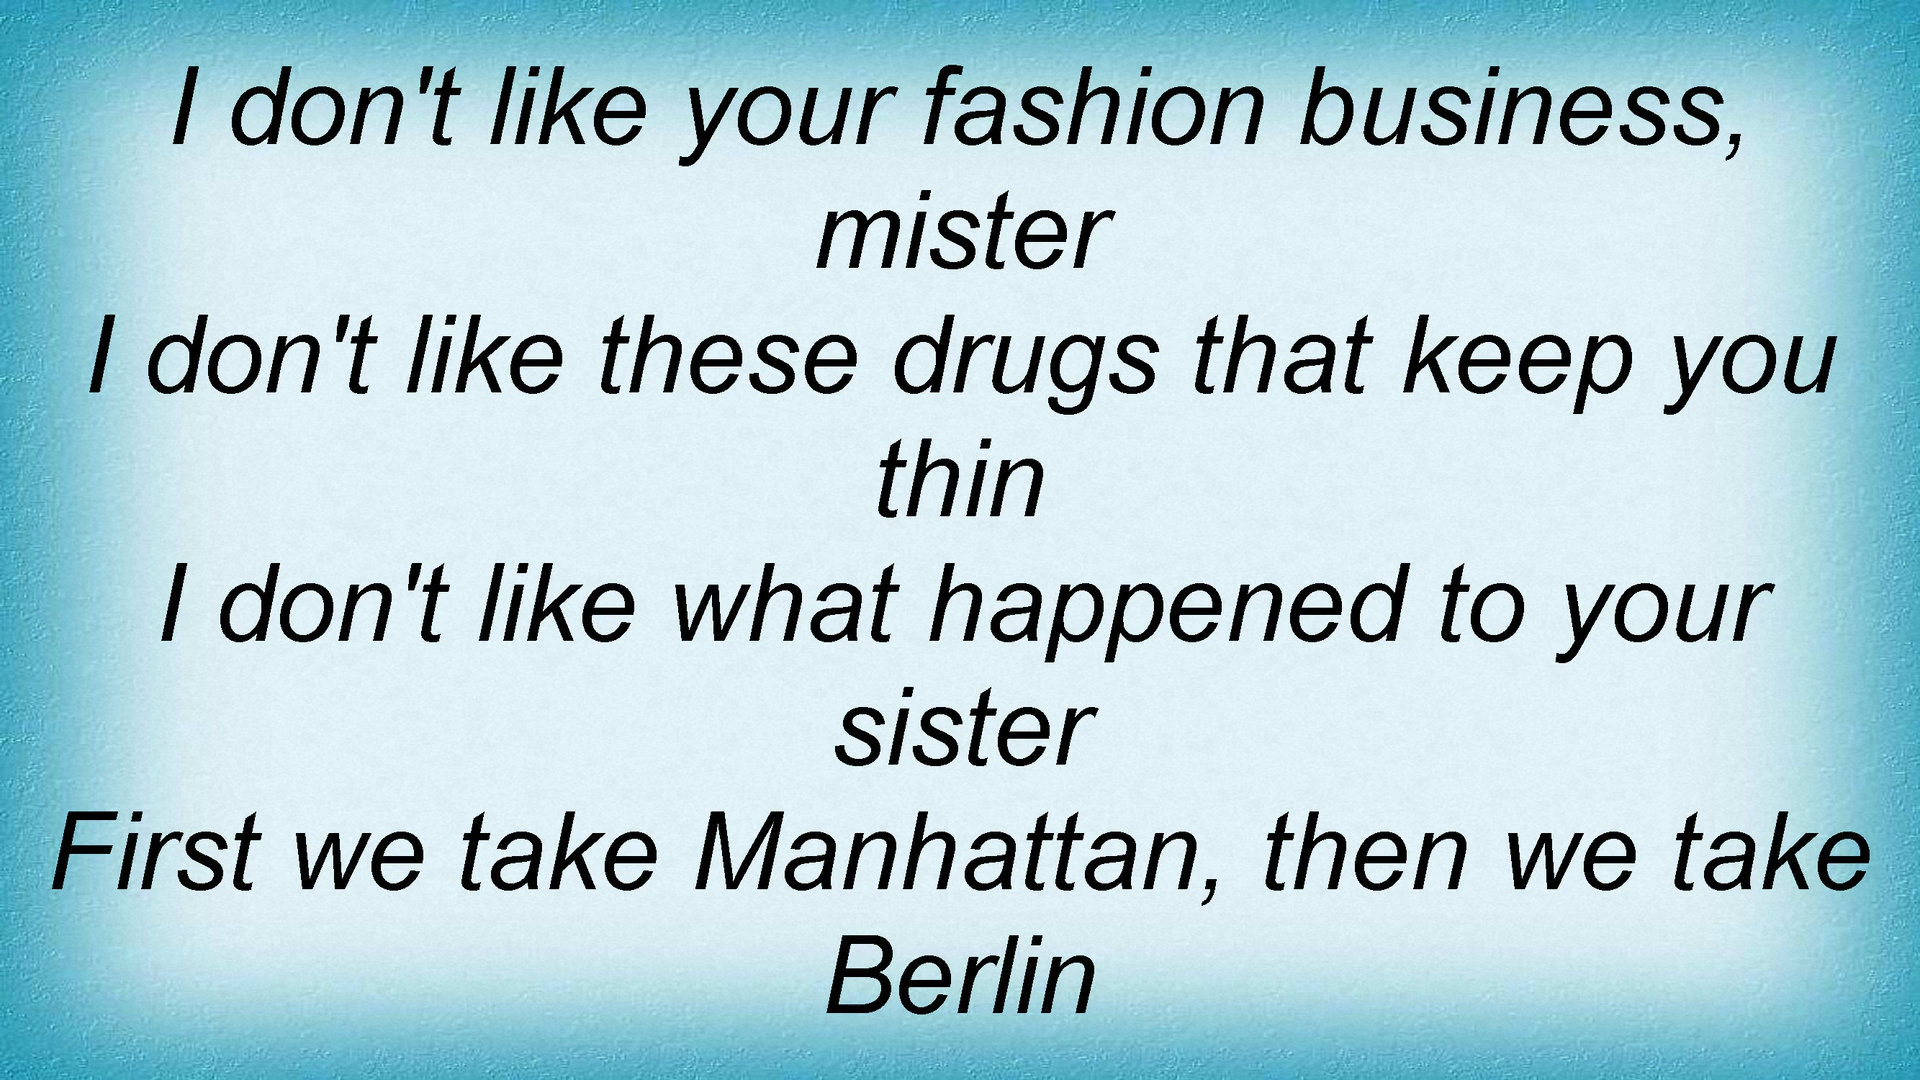 I don't like your fashion business,
mister
I don't like these drugs that keep you
thin
I don't like what happened to your
sister
First we take Manhattan, then we take
Berlin